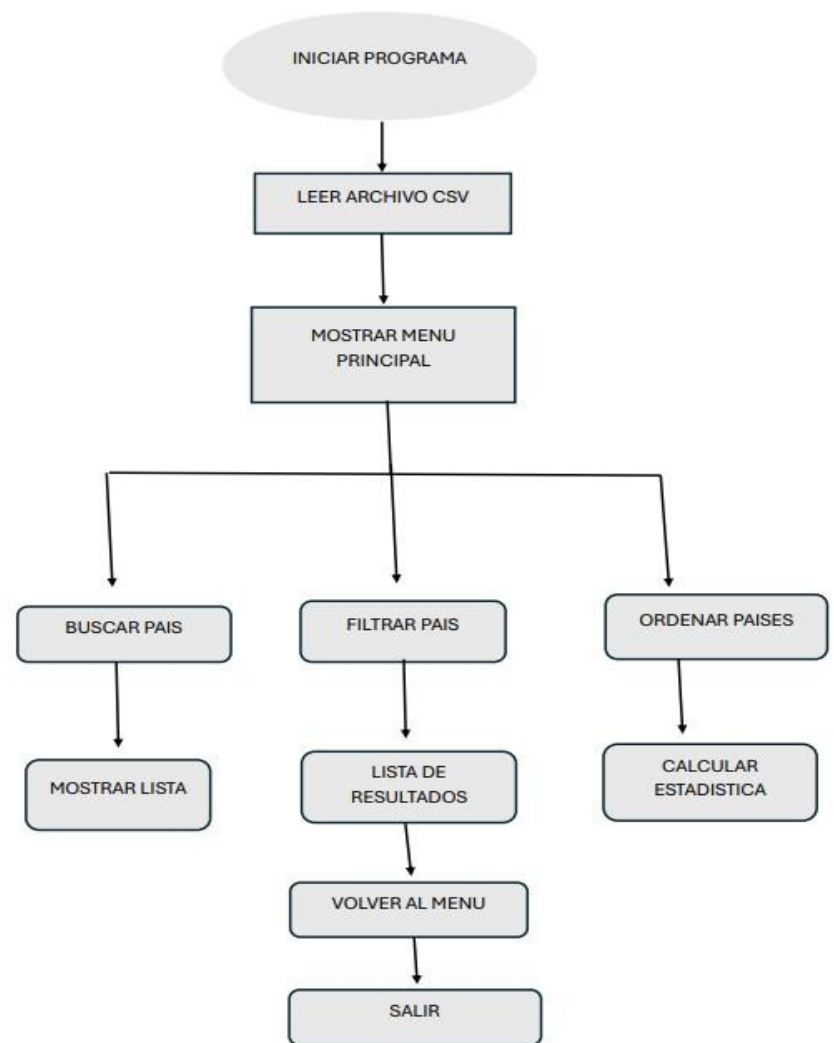 INICIAR PROGRAMA
LEER ARCHIVO CSV
MOSTRAR MENU
PRINCIPAL
BUSCAR PAIS
FILTRAR PAIS
ORDENAR PAISES
MOSTRAR LISTA
LISTA DE
RESULTADOS
CALCULAR
ESTADISTICA
VOLVER AL MENU
SALIR